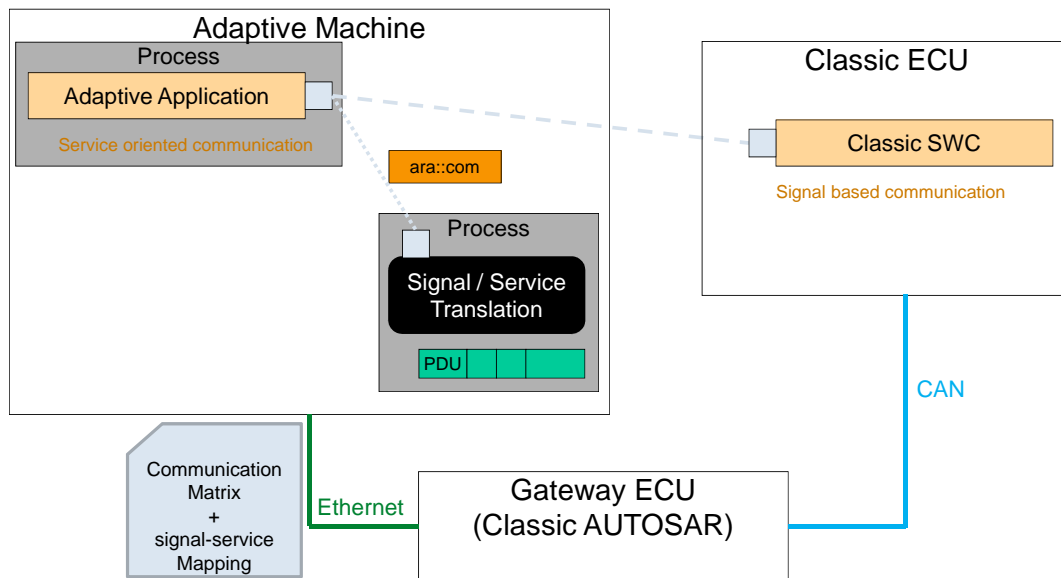 Adaptive Machine
Process
Adaptive Application
Service oriented communication
ara::com
Process
Signal / Service
Translation
PDU
Classic ECU
Classic SWC
Signal based communication
CAN
Communication
Matrix
+
signal-service
Mapping
Ethernet
Gateway ECU
(Classic AUTOSAR)